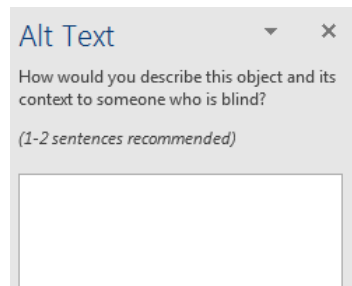 Alt Text
How would you describe this object and its
context to someone who is blind?
(1-2 sentences recommended)